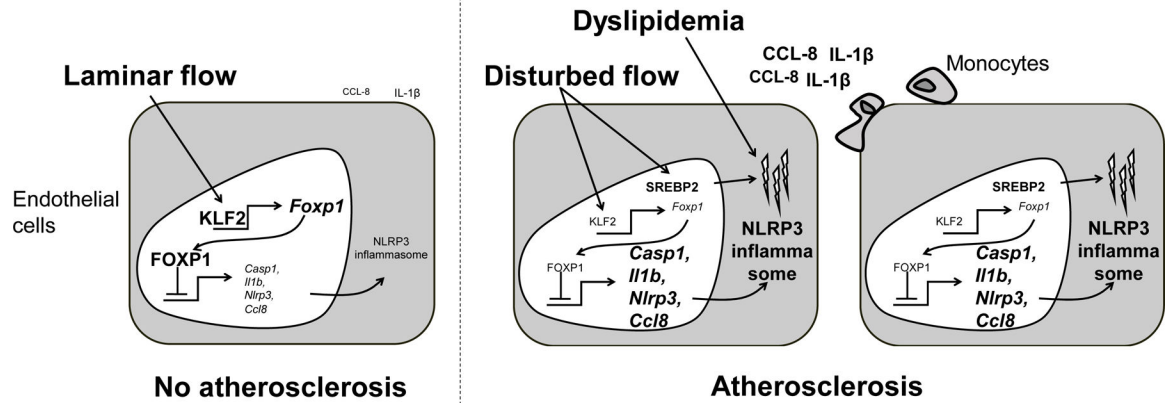 Laminar flow
CCL-8 IL-1β
Endothelial
cells
KLF2
Foxp1
FOXP1
Casp1,
Il1b,
Nlrp3,
Ccl8
NLRP3
inflammasome
No atherosclerosis
Dyslipidemia
Disturbed flow
CCL-8 IL-1β
CCL-8 IL-1β
Monocytes
SREBP2
KLF2
Foxp1
FOXP1
Casp1,
Il1b,
Nlrp3,
Ccl8
NLRP3
inflamma
some
SREBP2
KLF2
Foxp1
FOXP1
Casp1,
Il1b,
Nlrp3,
Ccl8
NLRP3
inflamma
some
Atherosclerosis